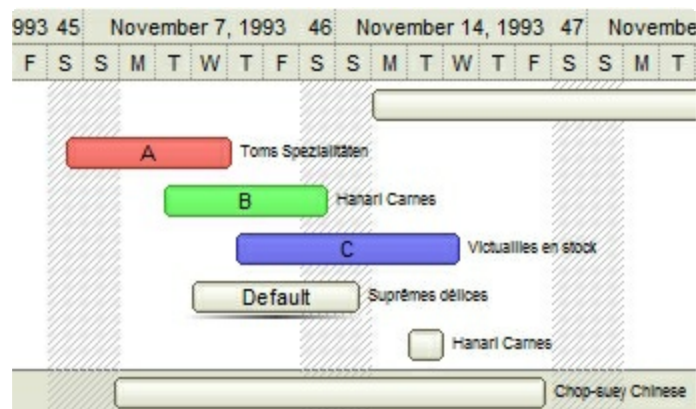 993 45 November 7, 1993 46 November 14, 1993 47 Novembe
F S S M T W T F S S M T W T F S S M T
A Toms Spezialitäten
B Hanari Carnes
C Victuailles en stock
Default Suprêmes délices
Hanari Carnes
Chop-suey Chinese